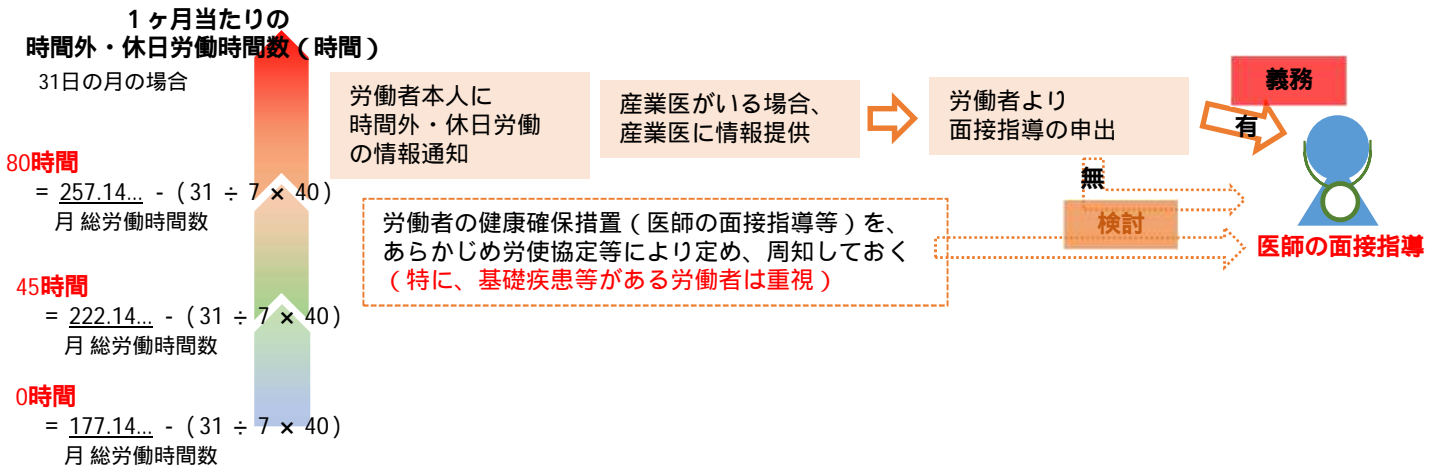 １ヶ月当たりの
時間外・休日労働時間数（時間）
31日の月の場合
80時間
= 257.14... - （31 ÷ 7 × 40）
月 総労働時間数
45時間
= 222.14... - （31 ÷ 7 × 40）
月 総労働時間数
0時間
= 177.14... - （31 ÷ 7 × 40）
月 総労働時間数
労働者本人に
時間外・休日労働
の情報通知
産業医がいる場合、
産業医に情報提供
労働者より
面接指導の申出
義務
有
無
検討
医師の面接指導
労働者の健康確保措置（医師の面接指導等）を、
あらかじめ労使協定等により定め、周知しておく
（特に、基礎疾患等がある労働者は重視）